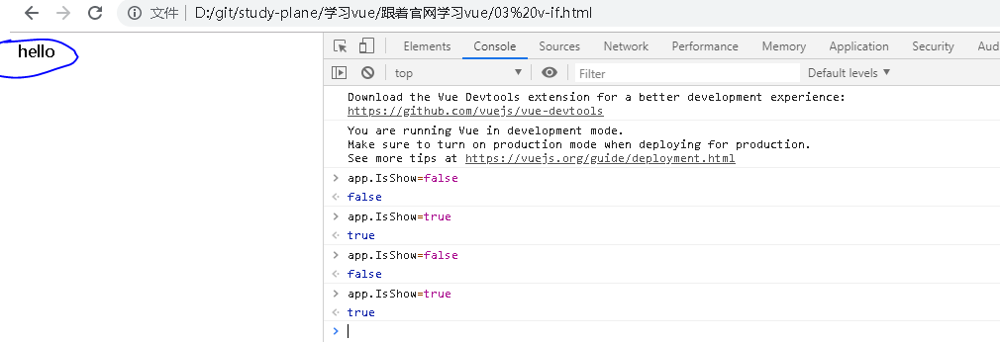 文件 | D:/git/study-plane/学习vue/跟着官网学习vue/03%20v-if.html
hello
Elements Console Sources Network Performance Memory Application Security Aud
top Filter Default levels
Download the Vue Devtools extension for a better development experience:
https://github.com/vuejs/vue-devtools
You are running Vue in development mode.
Make sure to turn on production mode when deploying for production.
See more tips at https://vuejs.org/guide/deployment.html
app.IsShow=false
false
app.IsShow=true
true
app.IsShow=false
false
app.IsShow=true
true